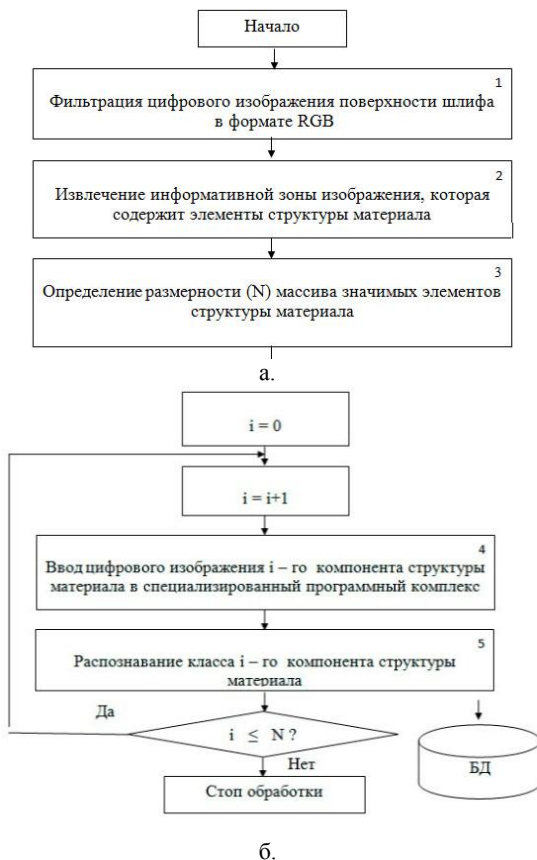 Начало
1
Фильтрация цифрового изображения поверхности шлифа
в формате RGB
2
Извлечение информативной зоны изображения, которая
содержит элементы структуры материала
3
Определение размерности (N) массива значимых элементов
структуры материала
а.
i = 0
i = i+1
4
Ввод цифрового изображения i – го компонента структуры
материала в специализированный программный комплекс
5
Распознавание класса i – го компонента структуры
материала
Да
i ≤ N ?
Нет
БД
Стоп обработки
б.